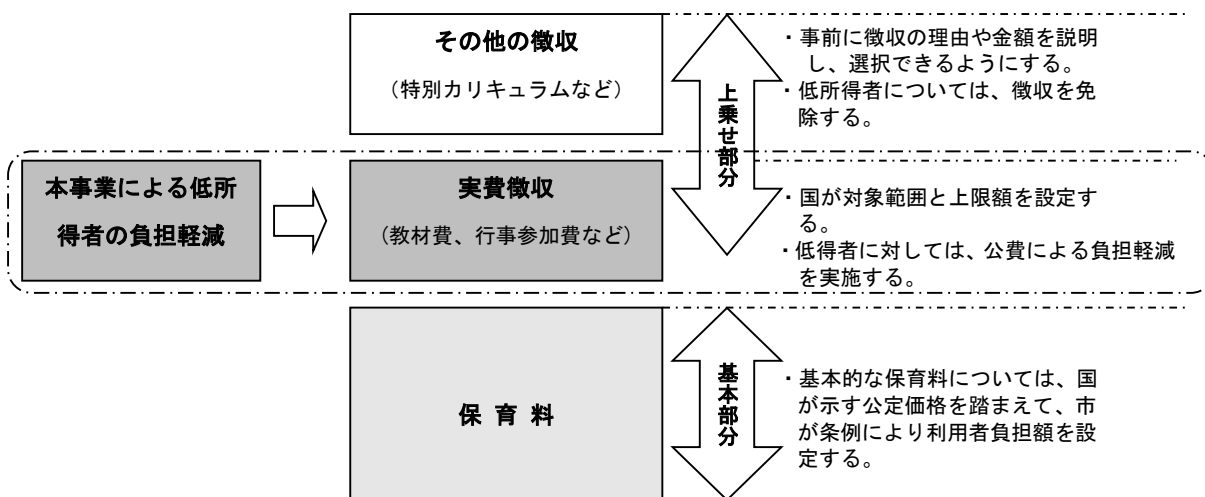 その他の徴収
（特別カリキュラムなど）
上乗せ部分
・事前に徴収の理由や金額を説明
し、選択できるようにする。
・低所得者については、徴収を免
除する。
本事業による低所
得者の負担軽減
実費徴収
（教材費、行事参加費など）
・国が対象範囲と上限額を設定す
る。
・低得者に対しては、公費による負担軽減
を実施する。
保 育 料
基本部分
・基本的な保育料については、国
が示す公定価格を踏まえて、市
が条例により利用者負担額を設
定する。